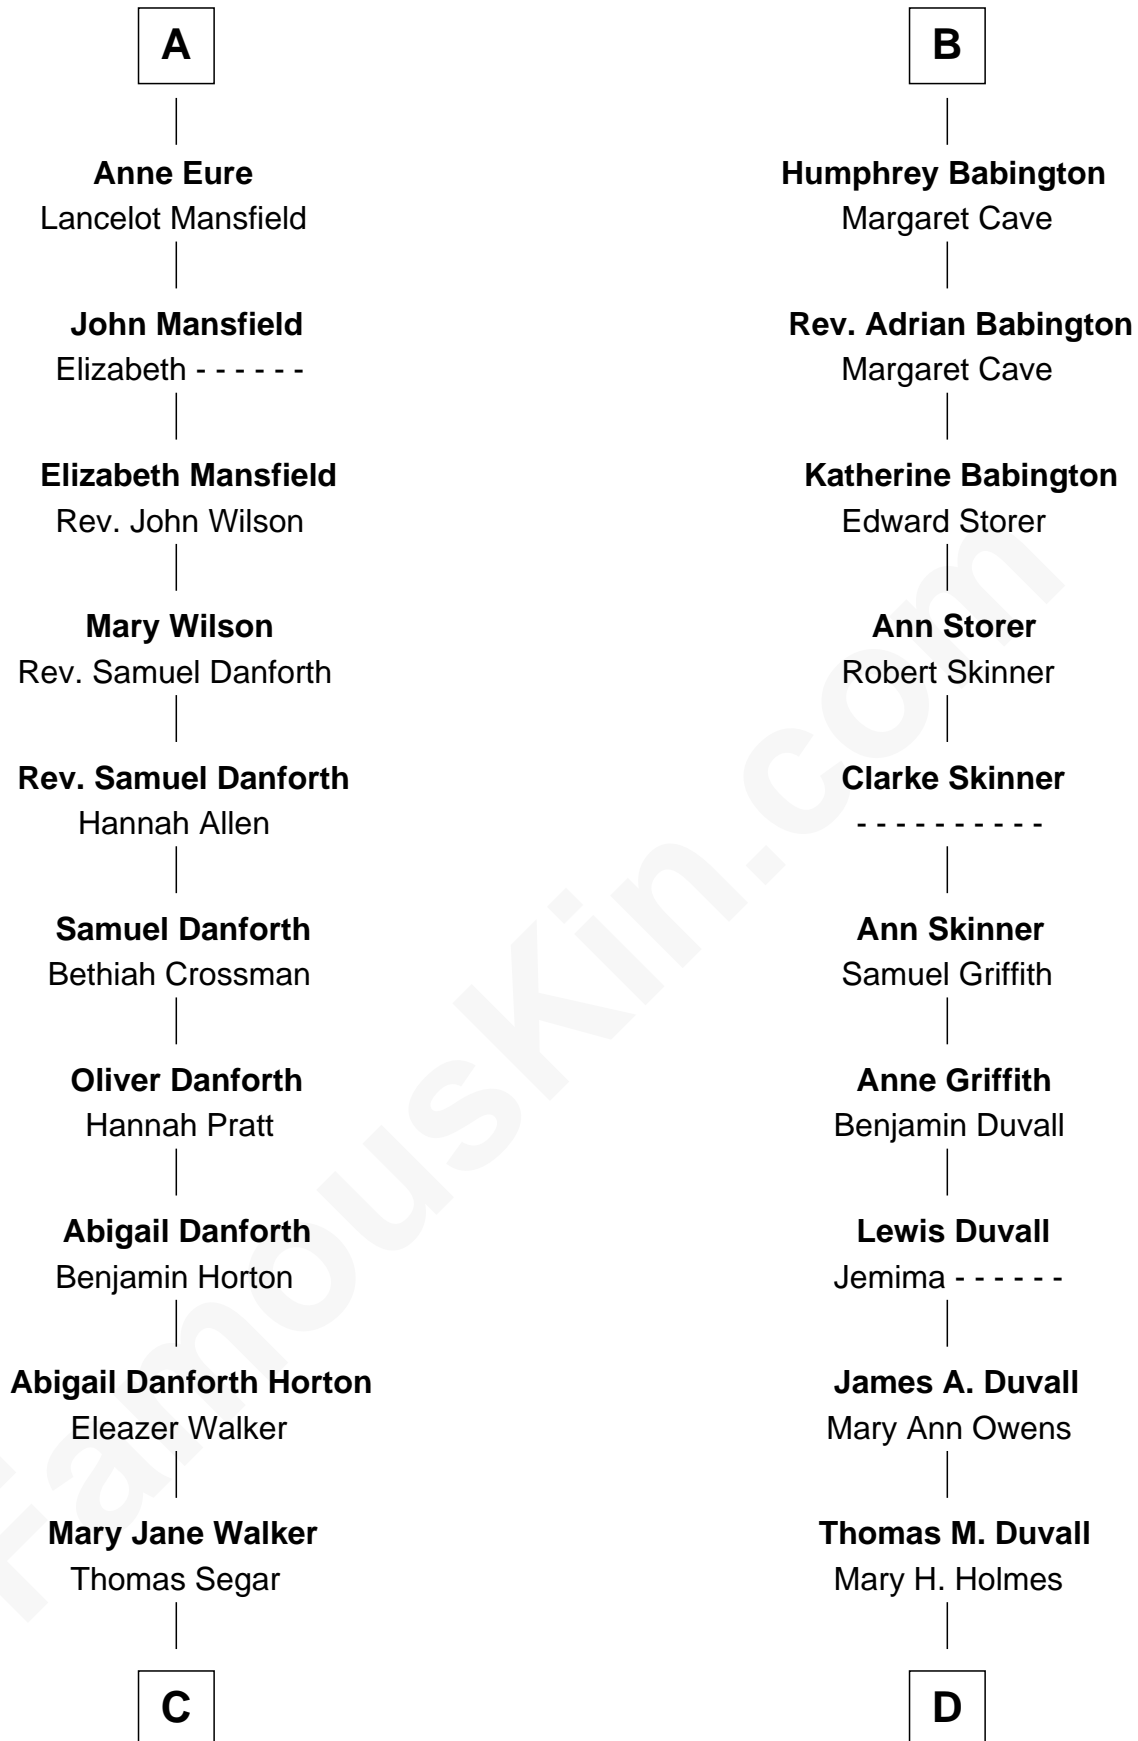 A
Anne Eure
Lancelot Mansfield
John Mansfield
Elizabeth - - - - - -
Elizabeth Mansfield
Rev. John Wilson
Mary Wilson
Rev. Samuel Danforth
Rev. Samuel Danforth
Hannah Allen
Samuel Danforth
Bethiah Crossman
Oliver Danforth
Hannah Pratt
Abigail Danforth
Benjamin Horton
Abigail Danforth Horton
Eleazer Walker
Mary Jane Walker
Thomas Segar
C
B
Humphrey Babington
Margaret Cave
Rev. Adrian Babington
Margaret Cave
Katherine Babington
Edward Storer
Ann Storer
Robert Skinner
Clarke Skinner
- - - - - - - - - -
Ann Skinner
Samuel Griffith
Anne Griffith
Benjamin Duvall
Lewis Duvall
Jemima - - - - - -
James A. Duvall
Mary Ann Owens
Thomas M. Duvall
Mary H. Holmes
D
FamousKin.com